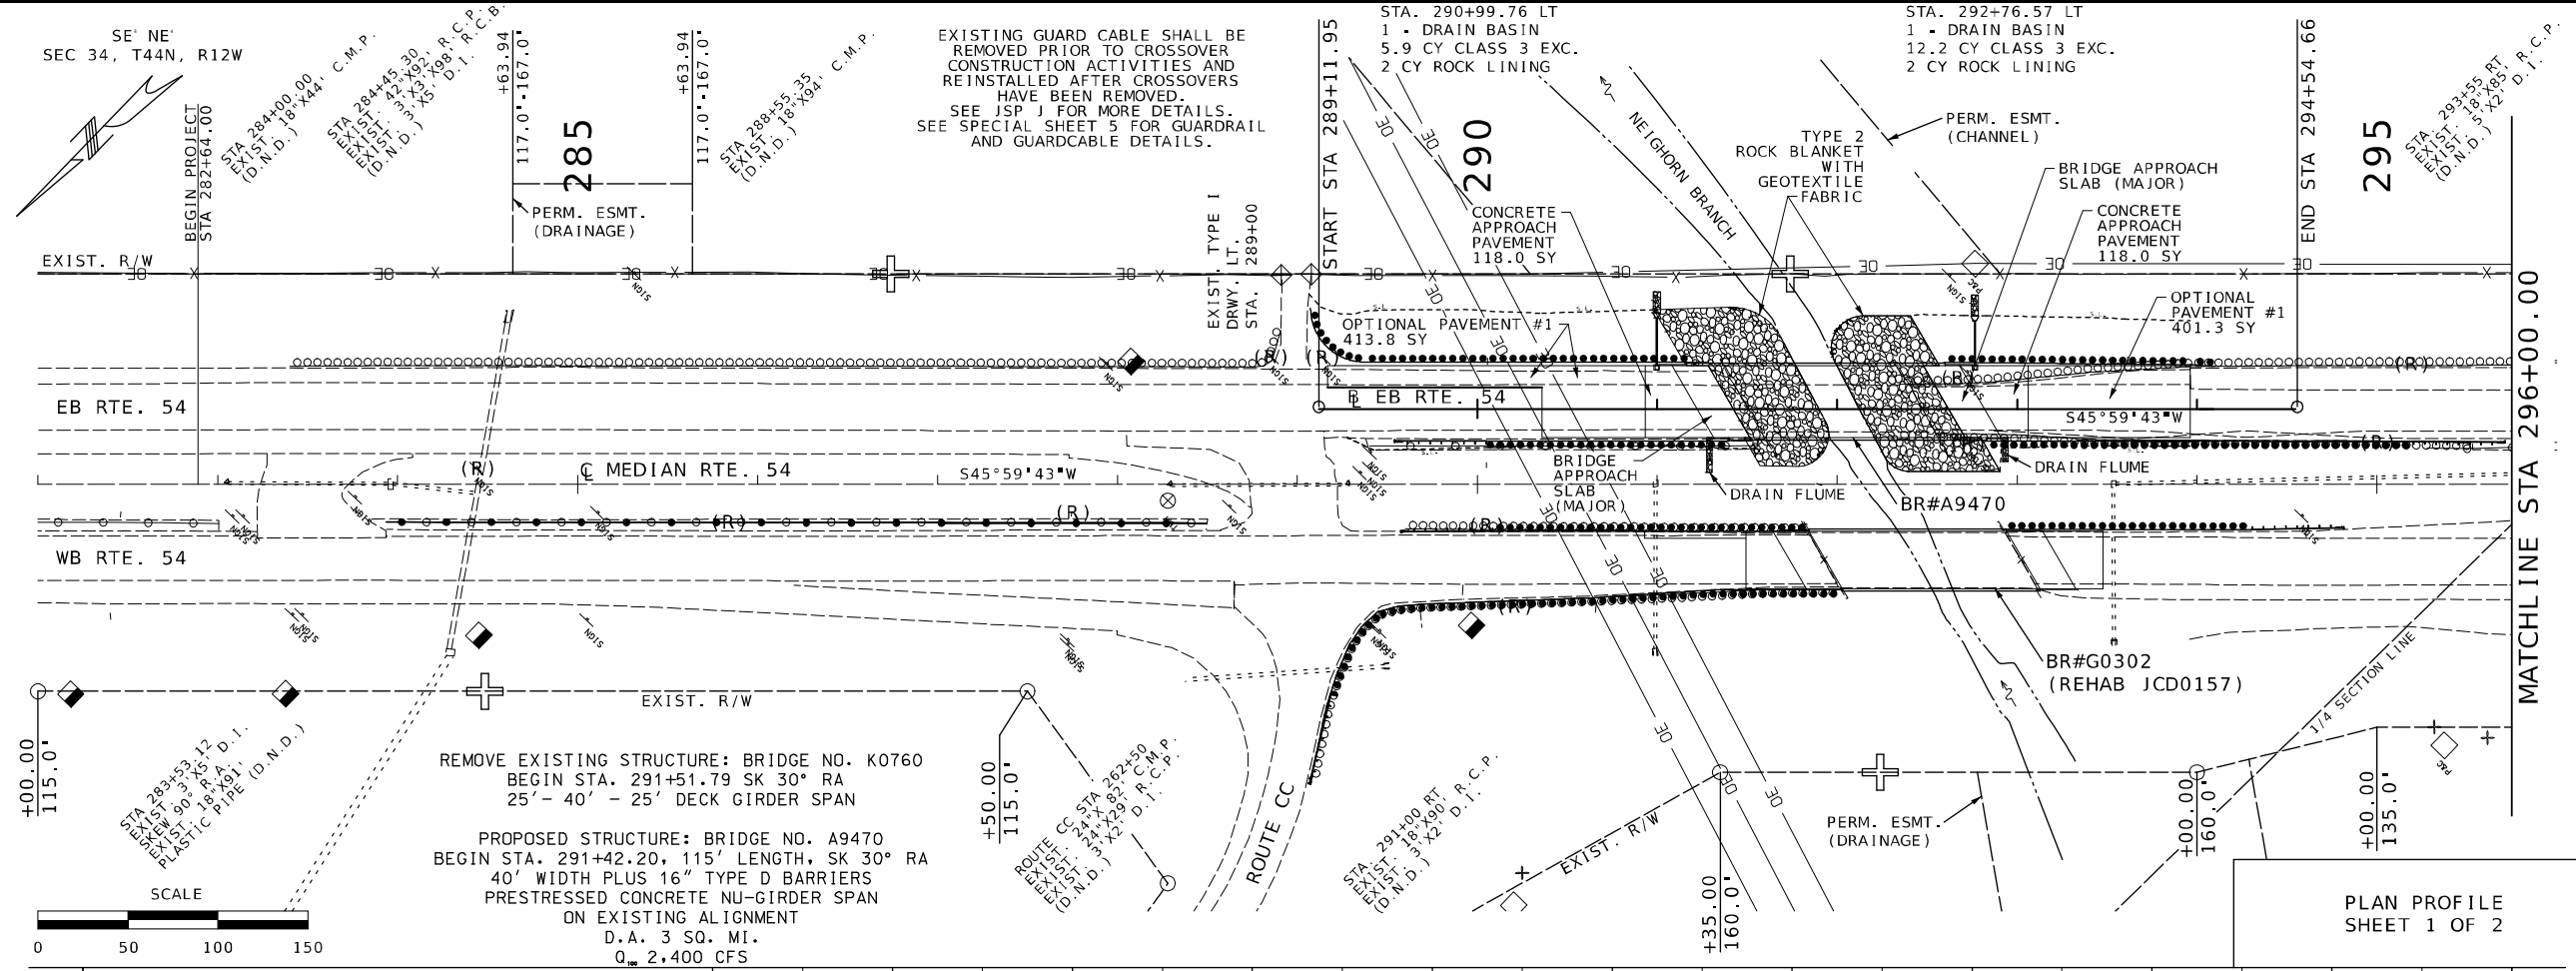 SE¼ NE¼
SEC 34, T44N, R12W
BEGIN PROJECT
STA 282+64.00
STA 284+00.00
EXIST. 18"X44' C.M.P.
(D.N.D.)
STA 284+45.30
EXIST. 42"X92' R.C.P.
EXIST. 3'X3'X98' R.C.B.
EXIST. 3'X5' D.I.
(D.N.D.)
+63.94
117.0'-167.0'
+63.94
117.0'-167.0'
285
STA 288+55.35
EXIST. 18"X94' C.M.P.
(D.N.D.)
PERM. ESMT.
(DRAINAGE)
EXISTING GUARD CABLE SHALL BE
REMOVED PRIOR TO CROSSOVER
CONSTRUCTION ACTIVITIES AND
REINSTALLED AFTER CROSSOVERS
HAVE BEEN REMOVED.
SEE JSP J FOR MORE DETAILS.
SEE SPECIAL SHEET 5 FOR GUARDRAIL
AND GUARDCABLE DETAILS.
EXIST. TYPE I
DRWY. LT.
STA. 289+00
START STA 289+11.95
STA. 290+99.76 LT
1 - DRAIN BASIN
5.9 CY CLASS 3 EXC.
2 CY ROCK LINING
290
NEIGHORN BRANCH
STA. 292+76.57 LT
1 - DRAIN BASIN
12.2 CY CLASS 3 EXC.
2 CY ROCK LINING
PERM. ESMT.
(CHANNEL)
TYPE 2
ROCK BLANKET
WITH
GEOTEXTILE
FABRIC
BRIDGE APPROACH
SLAB (MAJOR)
CONCRETE
APPROACH
PAVEMENT
118.0 SY
CONCRETE
APPROACH
PAVEMENT
118.0 SY
END STA 294+54.66
295
STA. 293+55 RT
EXIST. 18"X85' R.C.P.
EXIST. 5'X2' D.I.
(D.N.D.)
EXIST. R/W
OE
OE
OE
OE
OE
OE
OE
OE
OE
OE
SIGN
P&C
SIGN
OPTIONAL PAVEMENT #1
413.8 SY
OPTIONAL
PAVEMENT #1
401.3 SY
MATCHLINE STA 296+00.00
(R)
(R)
(R)
(R)
EB RTE. 54
℄ EB RTE. 54
S45°59'43"W
(R)
(R)
℄ MEDIAN RTE. 54
S45°59'43"W
BRIDGE
APPROACH
SLAB
(MAJOR)
DRAIN FLUME
DRAIN FLUME
BR#A9470
(R)
(R)
(R)
WB RTE. 54
(R)
BR#G0302
(REHAB JCD0157)
1/4 SECTION LINE
EXIST. R/W
+00.00
115.0'
STA 283+53.12
EXIST. 3'X5' D.I.
SKEW 90° R.A.
EXIST. 18"X91'
PLASTIC PIPE (D.N.D.)
REMOVE EXISTING STRUCTURE: BRIDGE NO. K0760
BEGIN STA. 291+51.79 SK 30° RA
25'- 40' - 25' DECK GIRDER SPAN
PROPOSED STRUCTURE: BRIDGE NO. A9470
BEGIN STA. 291+42.20, 115' LENGTH, SK 30° RA
40' WIDTH PLUS 16" TYPE D BARRIERS
PRESTRESSED CONCRETE NU-GIRDER SPAN
ON EXISTING ALIGNMENT
D.A. 3 SQ. MI.
Q₁₀₀ 2,400 CFS
+50.00
115.0'
ROUTE CC STA 262+50
EXIST. 24"X 82' C.M.P.
EXIST. 24"X29' R.C.P.
EXIST. 3'X2' D.I.
(D.N.D.)
ROUTE CC
STA. 291+00 RT
EXIST. 18"X90' R.C.P.
EXIST. 3'X2' D.I.
(D.N.D.)
EXIST. R/W
+35.00
160.0'
PERM. ESMT.
(DRAINAGE)
+00.00
160.0'
+00.00
135.0'
P&C
SCALE
0 50 100 150
PLAN PROFILE
SHEET 1 OF 2